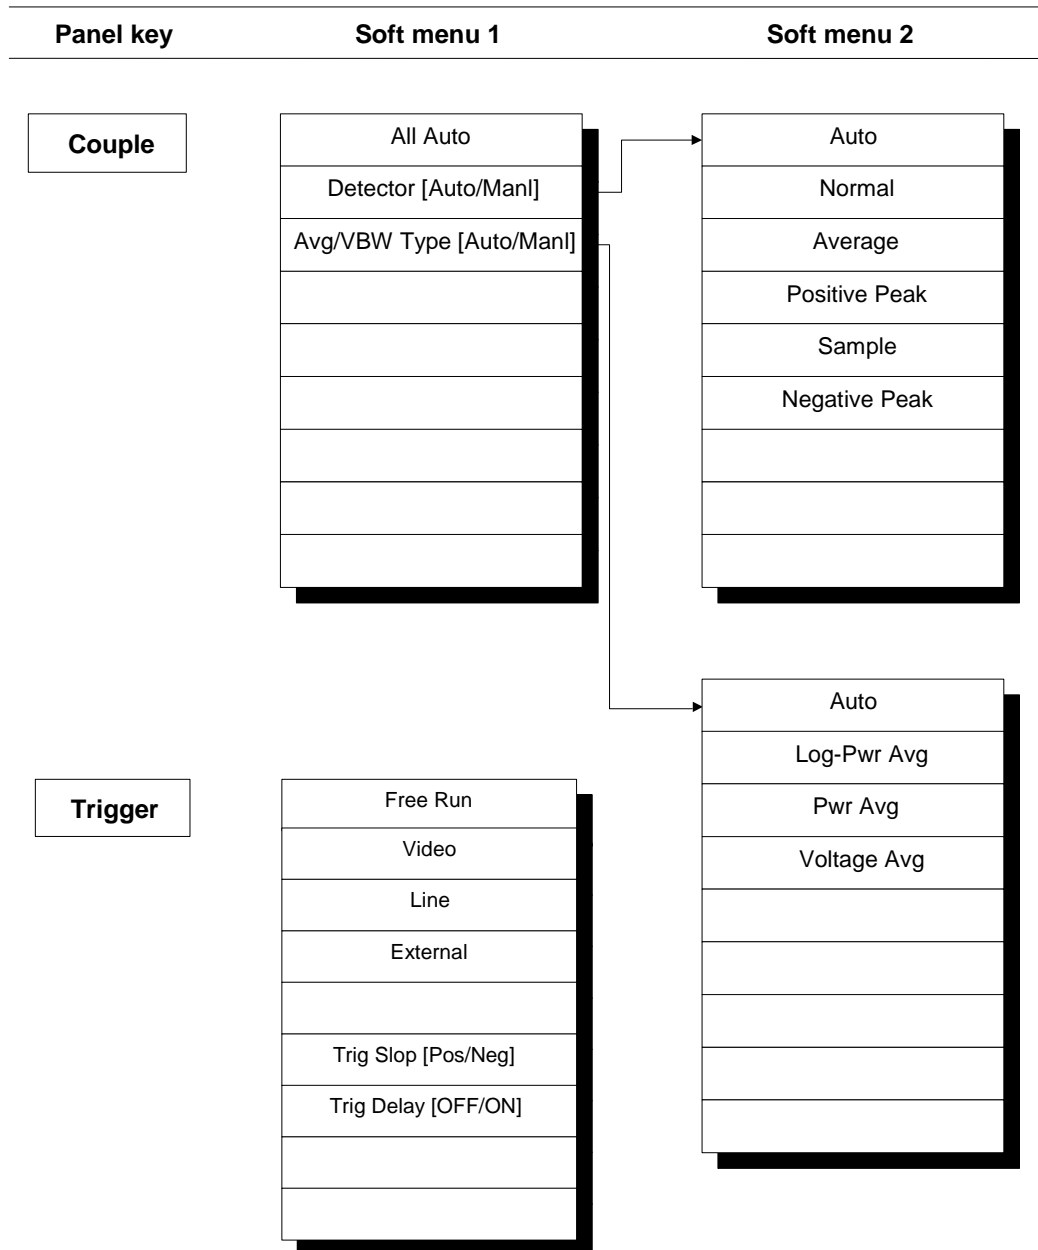 Panel key
Soft menu 1
Soft menu 2
Couple
All Auto
Detector [Auto/Manl]
Avg/VBW Type [Auto/Manl]
Auto
Normal
Average
Positive Peak
Sample
Negative Peak
Auto
Log-Pwr Avg
Pwr Avg
Voltage Avg
Trigger
Free Run
Video
Line
External
Trig Slop [Pos/Neg]
Trig Delay [OFF/ON]